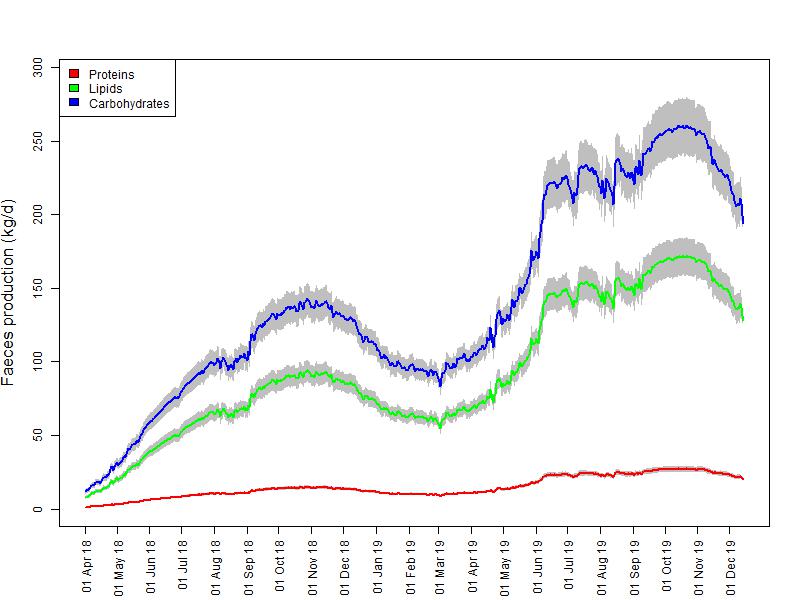 Proteins
Lipids
Carbohydrates
Faeces production (kg/d)
300
250
200
150
100
50
0
01 Apr 18
01 May 18
01 Jun 18
01 Jul 18
01 Aug 18
01 Sep 18
01 Oct 18
01 Nov 18
01 Dec 18
01 Jan 19
01 Feb 19
01 Mar 19
01 Apr 19
01 May 19
01 Jun 19
01 Jul 19
01 Aug 19
01 Sep 19
01 Oct 19
01 Nov 19
01 Dec 19